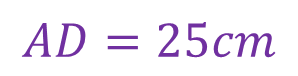 AD = 25cm